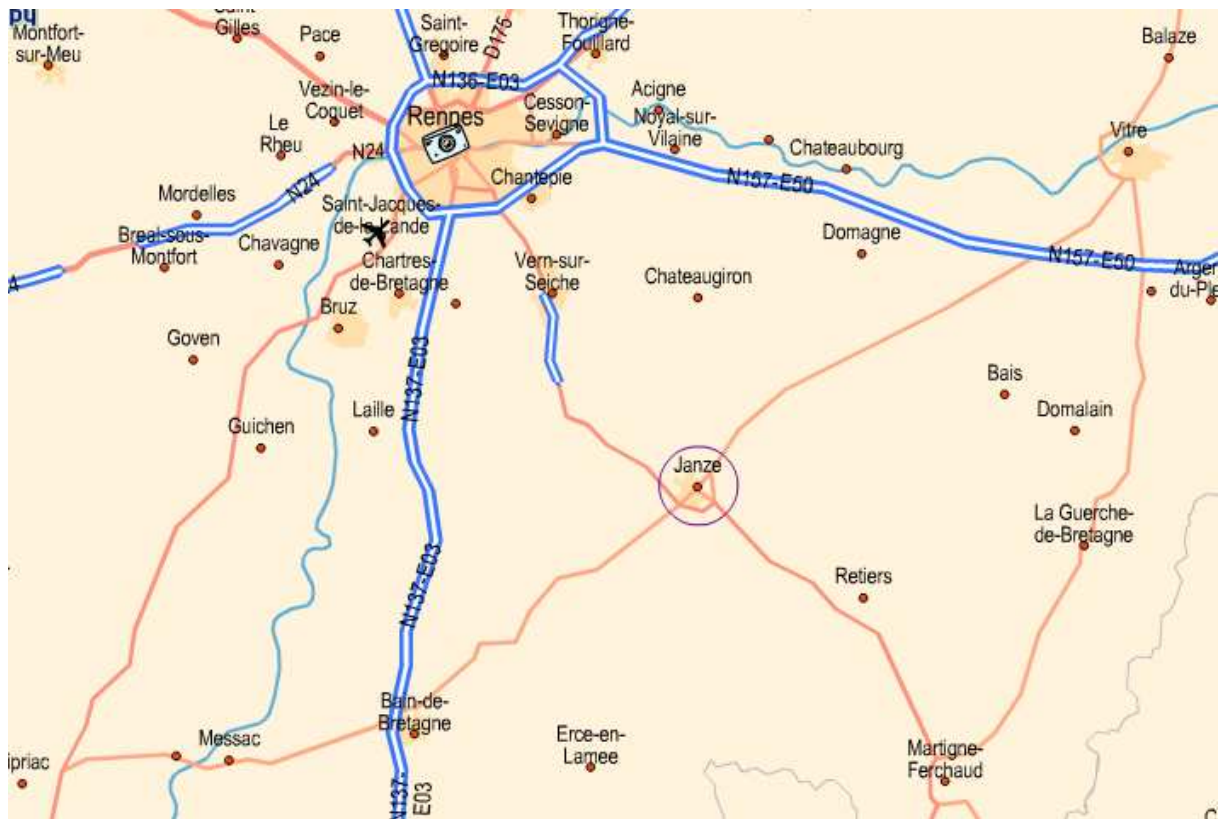 Montfort-
sur-Meu
Saint-
Gilles
Pace
Saint-
Gregoire
D175
Thorigne-
Fouillard
Balaze
N136-E03
Vezin-le-
Coquet
Rennes
Cesson-
Sevigne
Acigne
Noyal-sur-
Vilaine
Le
Rheu
N24
Chateaubourg
Vitre
N24
Chantepie
N157-E50
Mordelles
Saint-Jacques-
de-la-Lande
Breal-sous-
Montfort
Chavagne
Domagne
N157-E50
Chartres-
de-Bretagne
Vern-sur-
Seiche
Chateaugiron
Bruz
Goven
N137-E03
Bais
Laille
Domalain
Guichen
Janze
La Guerche-
de-Bretagne
N137-E03
Retiers
Bain-de-
Bretagne
Messac
Erce-en-
Lamee
Martigne-
Ferchaud
N137-
E03